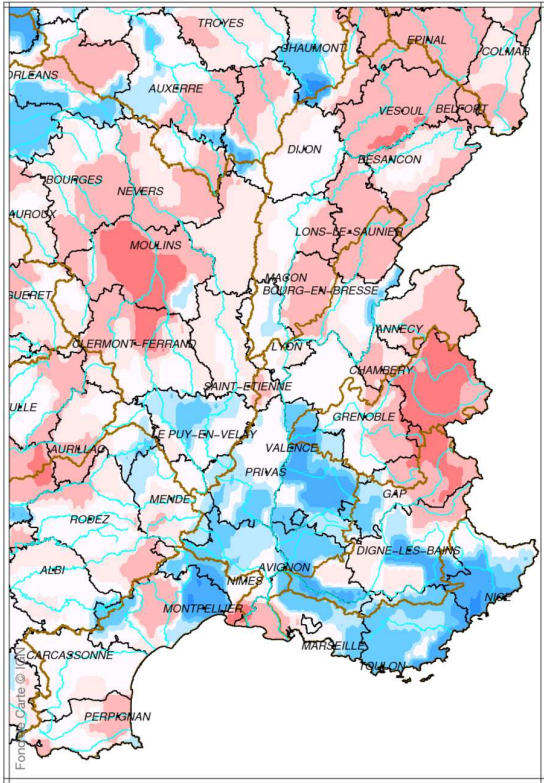 TROYES
CHAUMONT
EPINAL
COLMAR
ORLEANS
AUXERRE
VESOUL
BELFORT
DIJON
BESANCON
BOURGES
NEVERS
AUROUX
LONS-LE-SAUNIER
MOULINS
MACON
BOURG-EN-BRESSE
GUERET
ANNECY
CLERMONT-FERRAND
LYON
CHAMBERY
SAINT-ETIENNE
GRENOBLE
ULLE
LE PUY-EN-VELAY
VALENCE
AURILLAC
PRIVAS
GAP
MENDE
RODEZ
DIGNE-LES-BAINS
ALBI
AVIGNON
NIMES
NICE
MONTPELLIER
MARSEILLE
CARCASSONNE
TOULON
PERPIGNAN
Fond de Carte © IGN